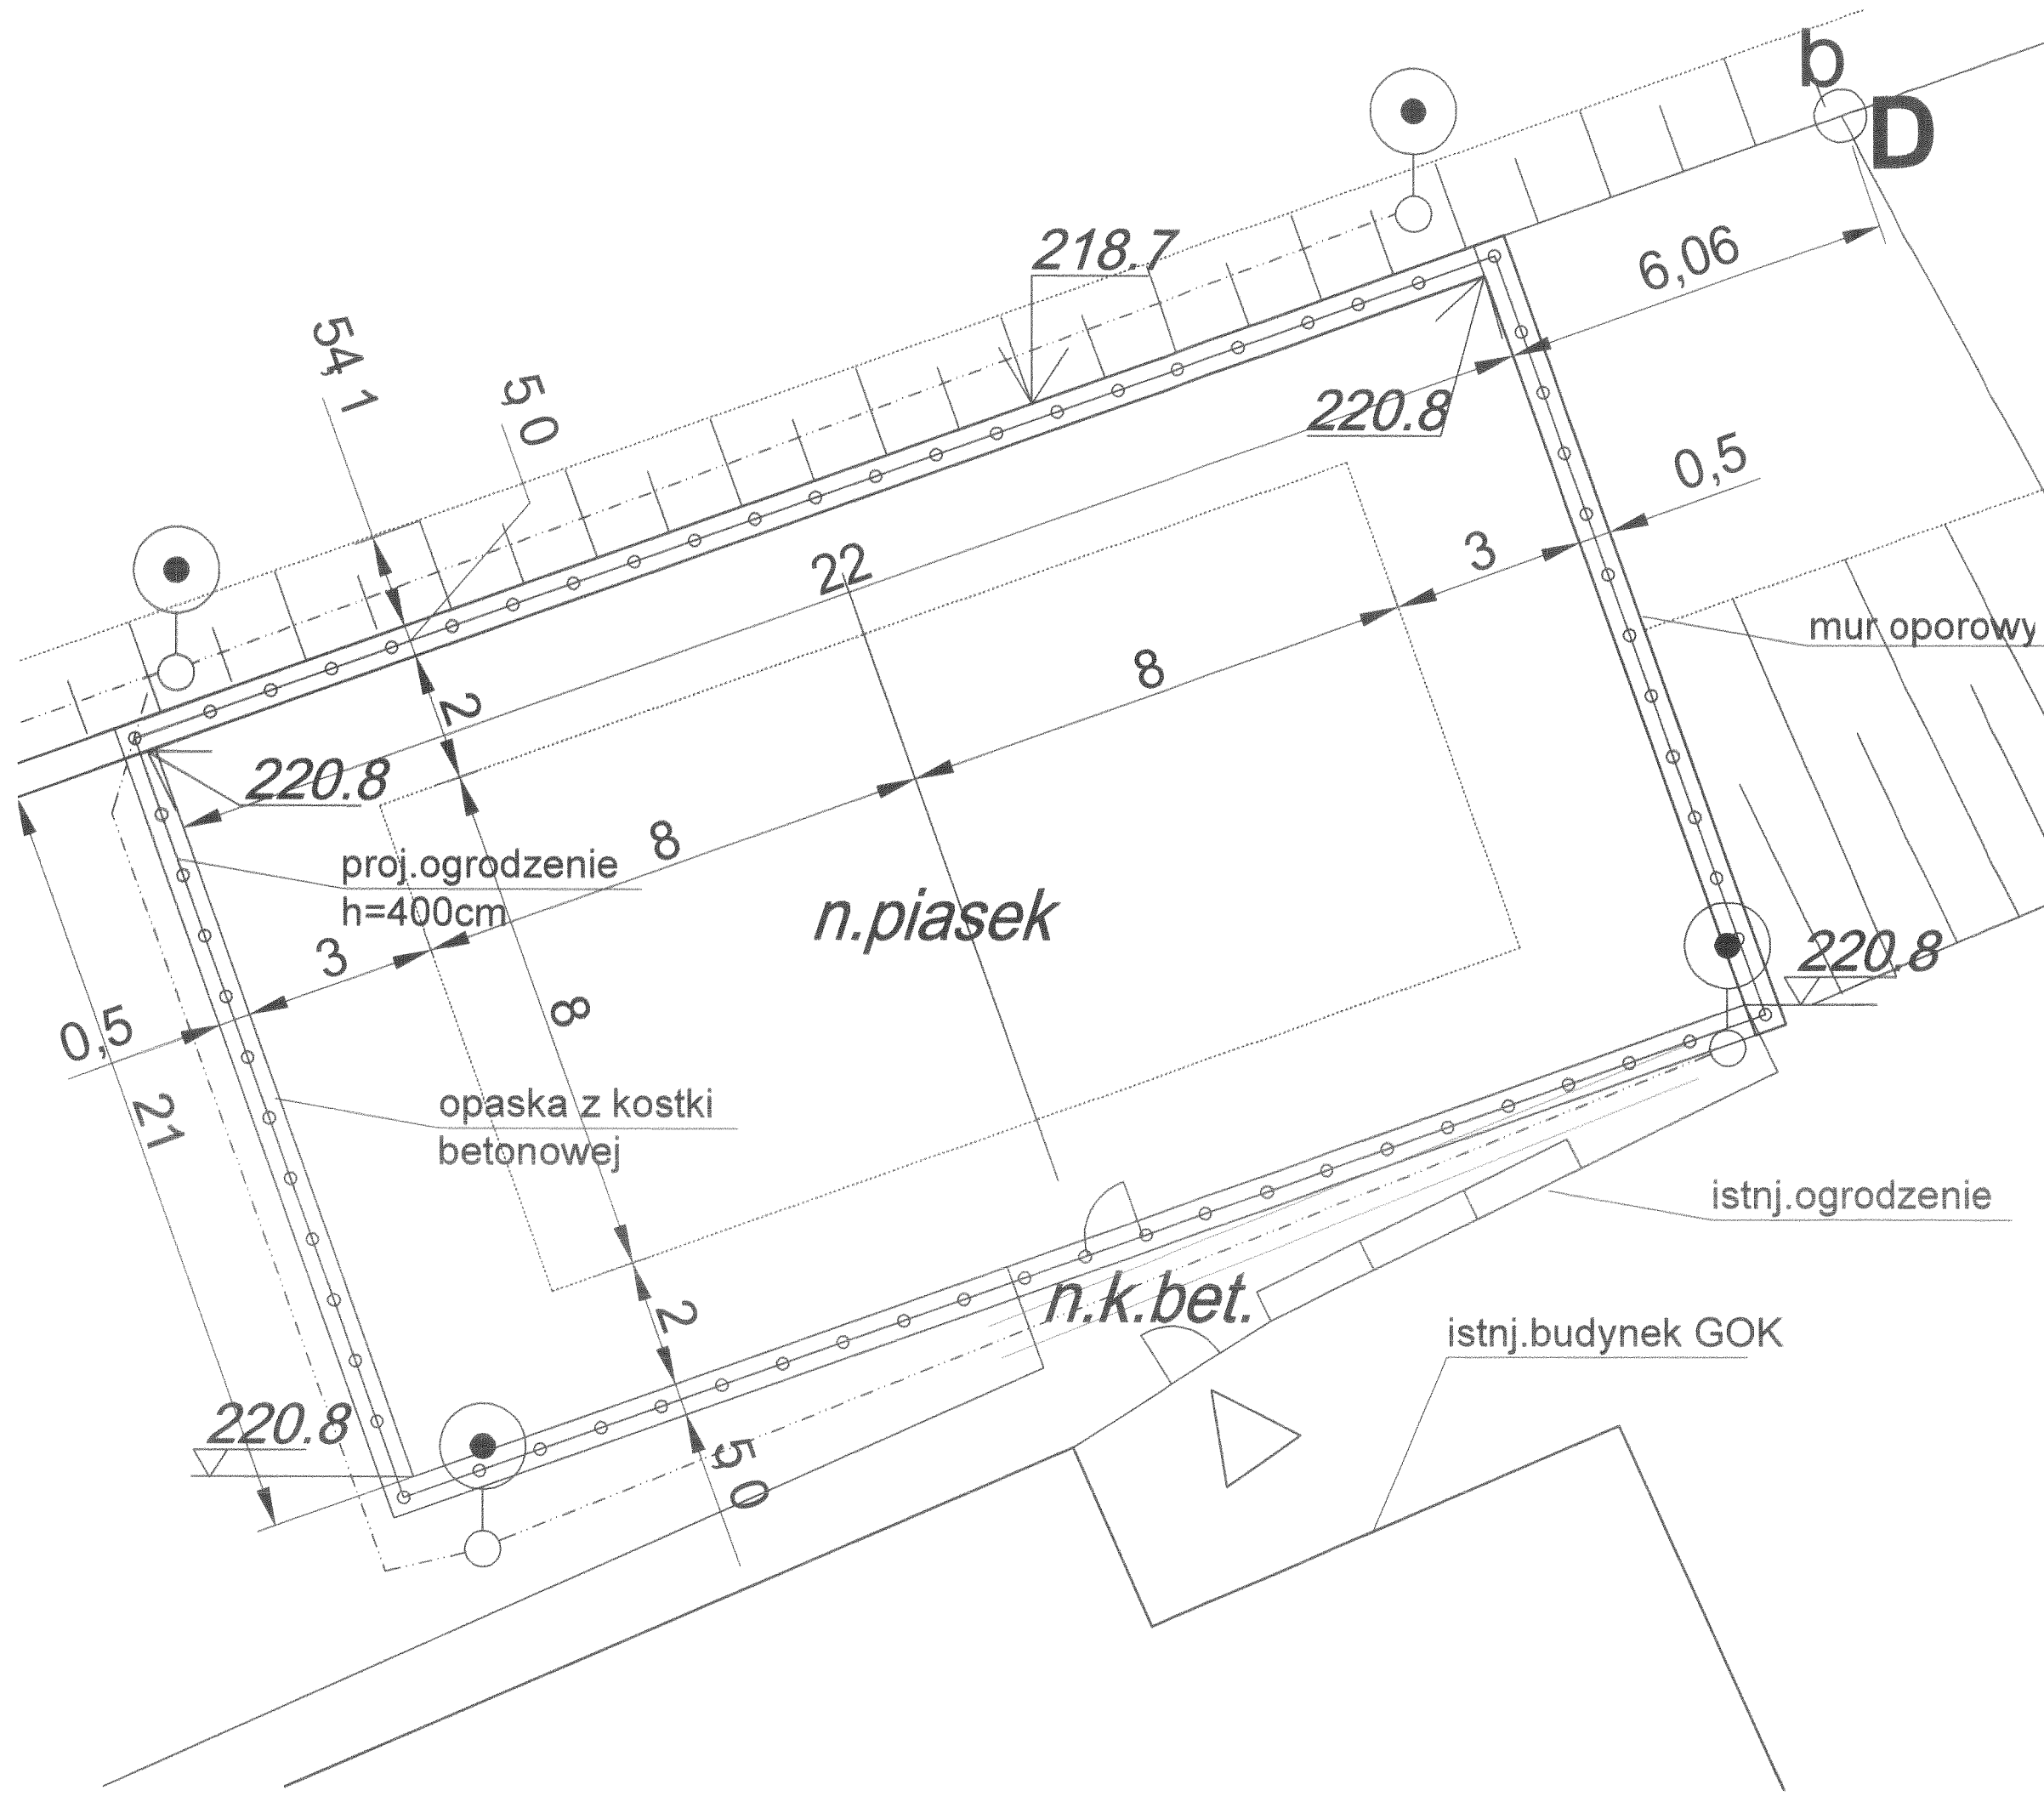 b
D
218.7
6,06
1,45
0,5
220.8
0,5
22
3
mur oporowy
8
2
220.8
8
proj.ogrodzenie
h=400cm
n.piasek
220.8
3
8
0,5
21
opaska z kostki
betonowej
istnj.ogrodzenie
n.k.bet.
2
istnj.budynek GOK
220.8
0,5